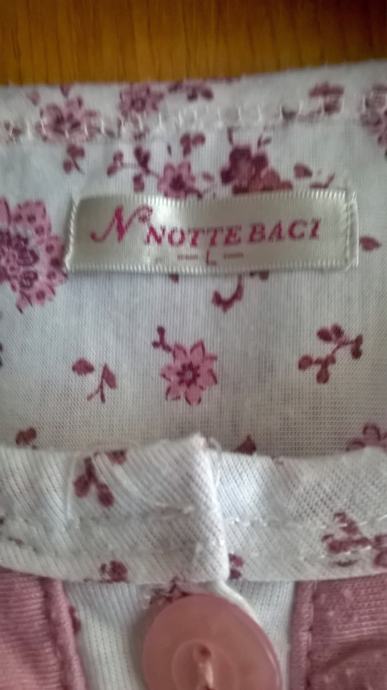 N NOTTE BACI
— L —